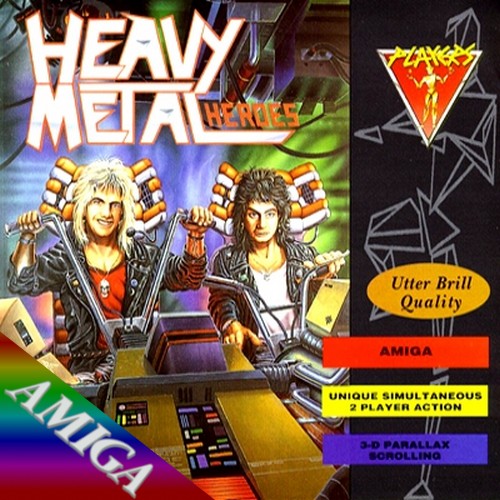 HEAVY
METAL
HEROES
PLAYERS
Utter Brill
Quality
AMIGA
UNIQUE SIMULTANEOUS
2 PLAYER ACTION
3-D PARALLAX
SCROLLING
AMIGA